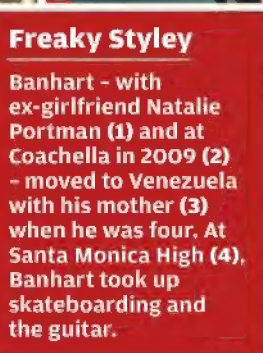 Freaky Styley
Banhart – with
ex-girlfriend Natalie
Portman (1) and at
Coachella in 2009 (2)
– moved to Venezuela
with his mother (3)
when he was four. At
Santa Monica High (4),
Banhart took up
skateboarding and
the guitar.